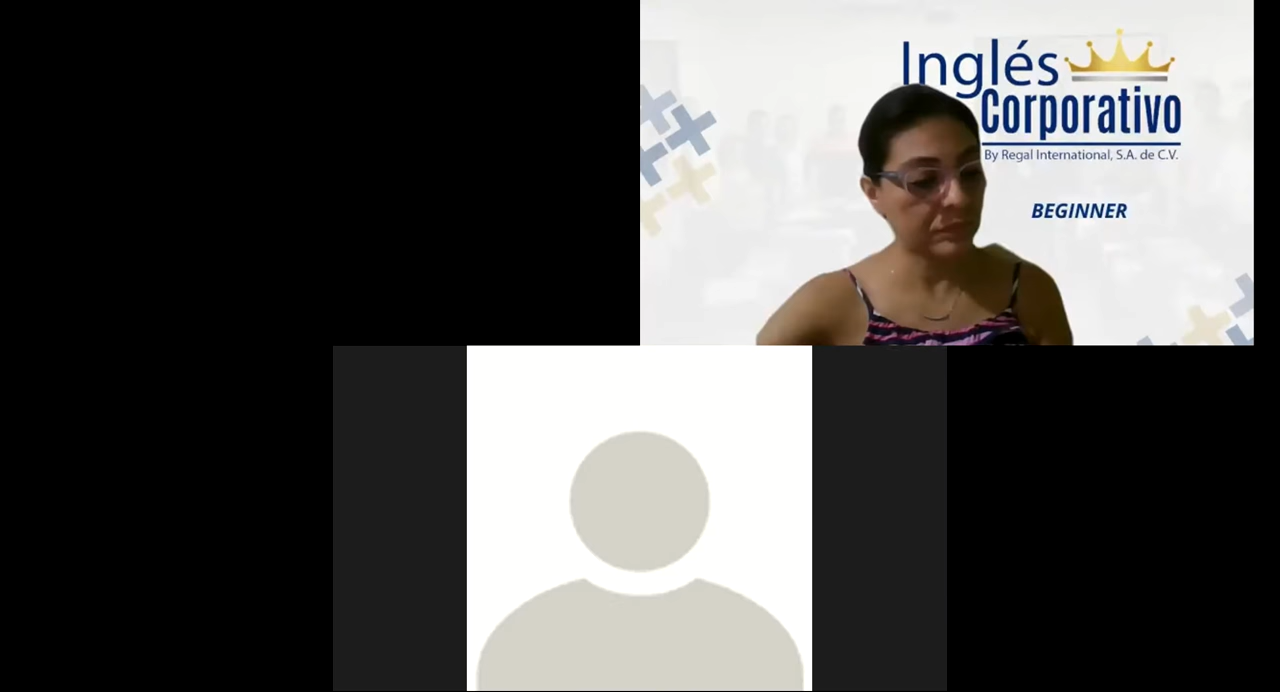 Inglés
Corporativo
By Regal International, S.A. de C.V.
BEGINNER